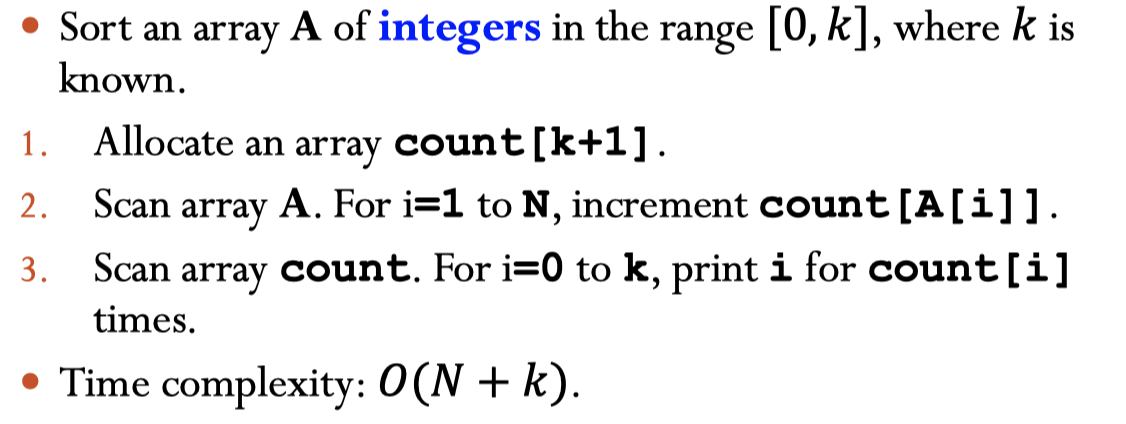 • Sort an array A of integers in the range [0, k], where k is
known.
1. Allocate an array count[k+1].
2. Scan array A. For i=1 to N, increment count[A[i]].
3. Scan array count. For i=0 to k, print i for count[i]
times.
• Time complexity: O(N + k).